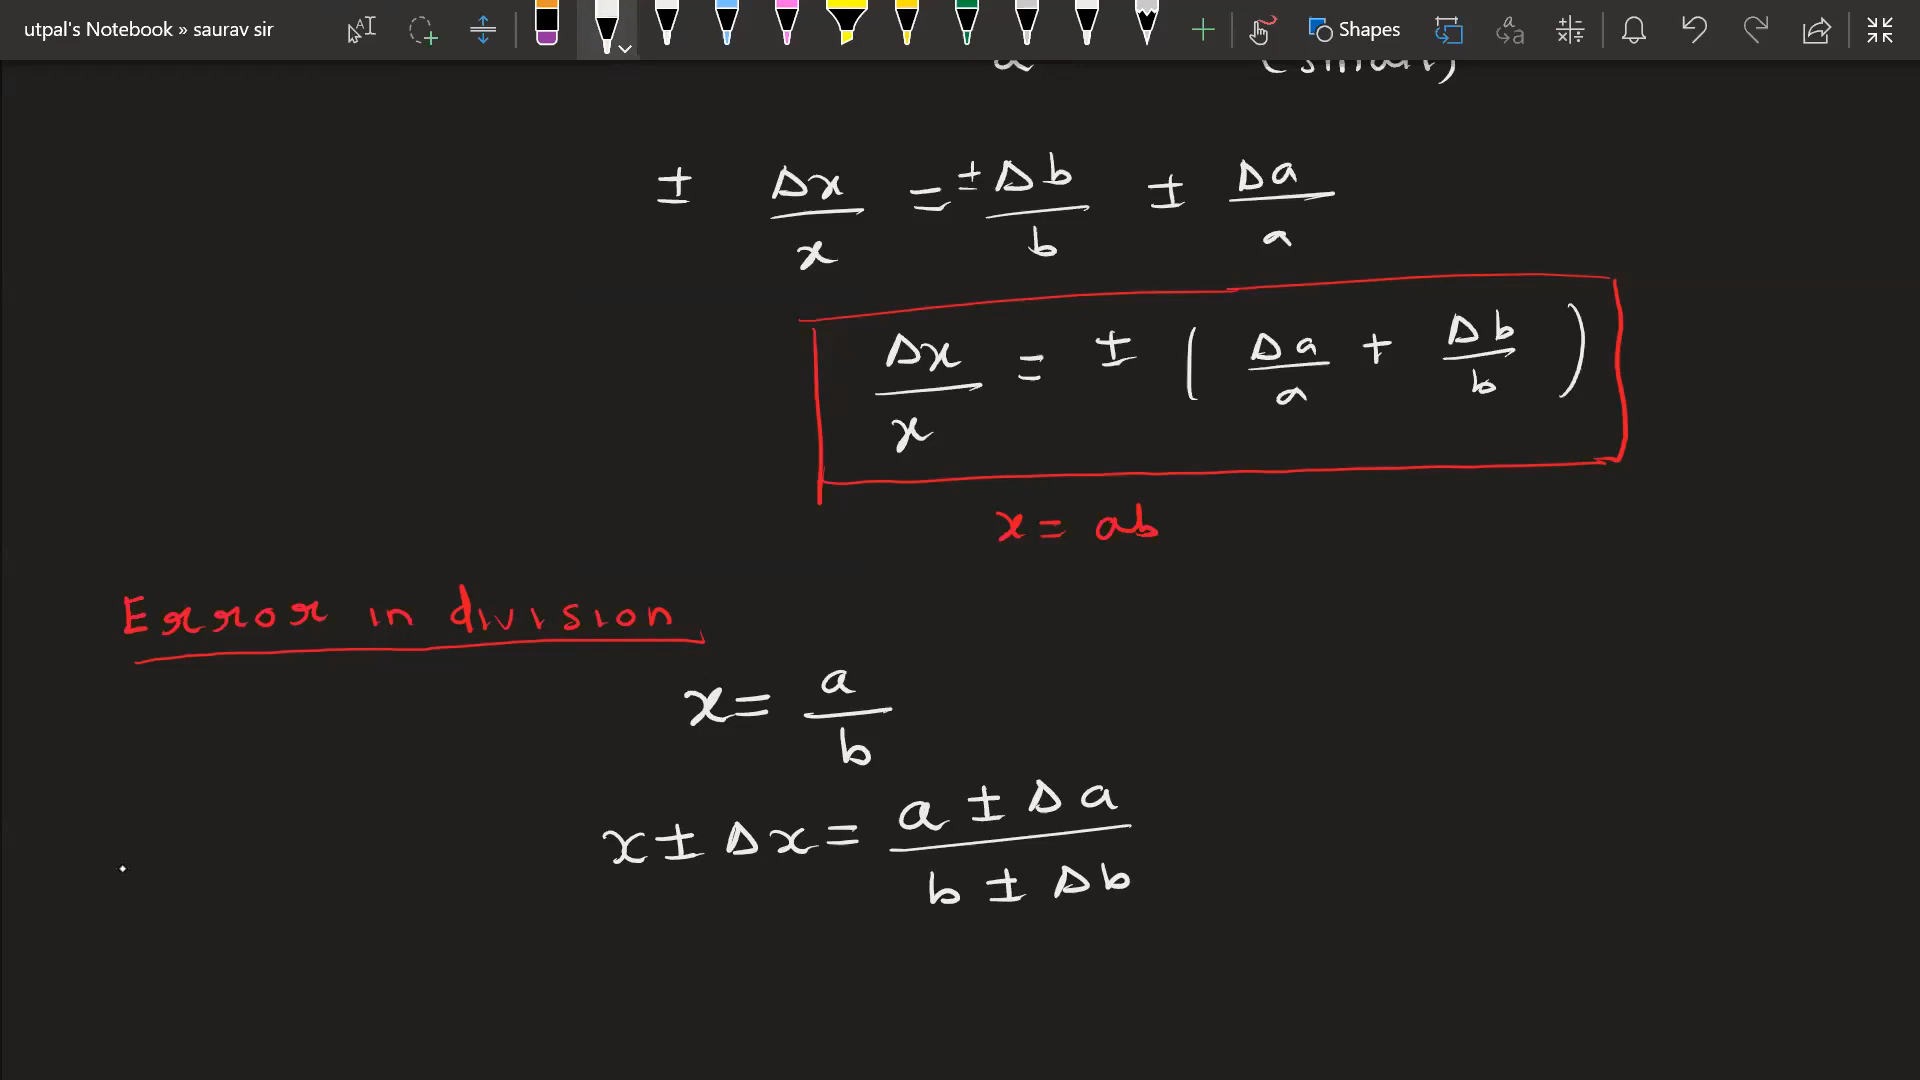 utpal's Notebook » saurav sir
Shapes
± Δx/x = ± Δb/b ± Δa/a
Δx/x = ± ( Δa/a + Δb/b )
x = ab
Error in division
x = a/b
x ± Δx = a ± Δa / b ± Δb